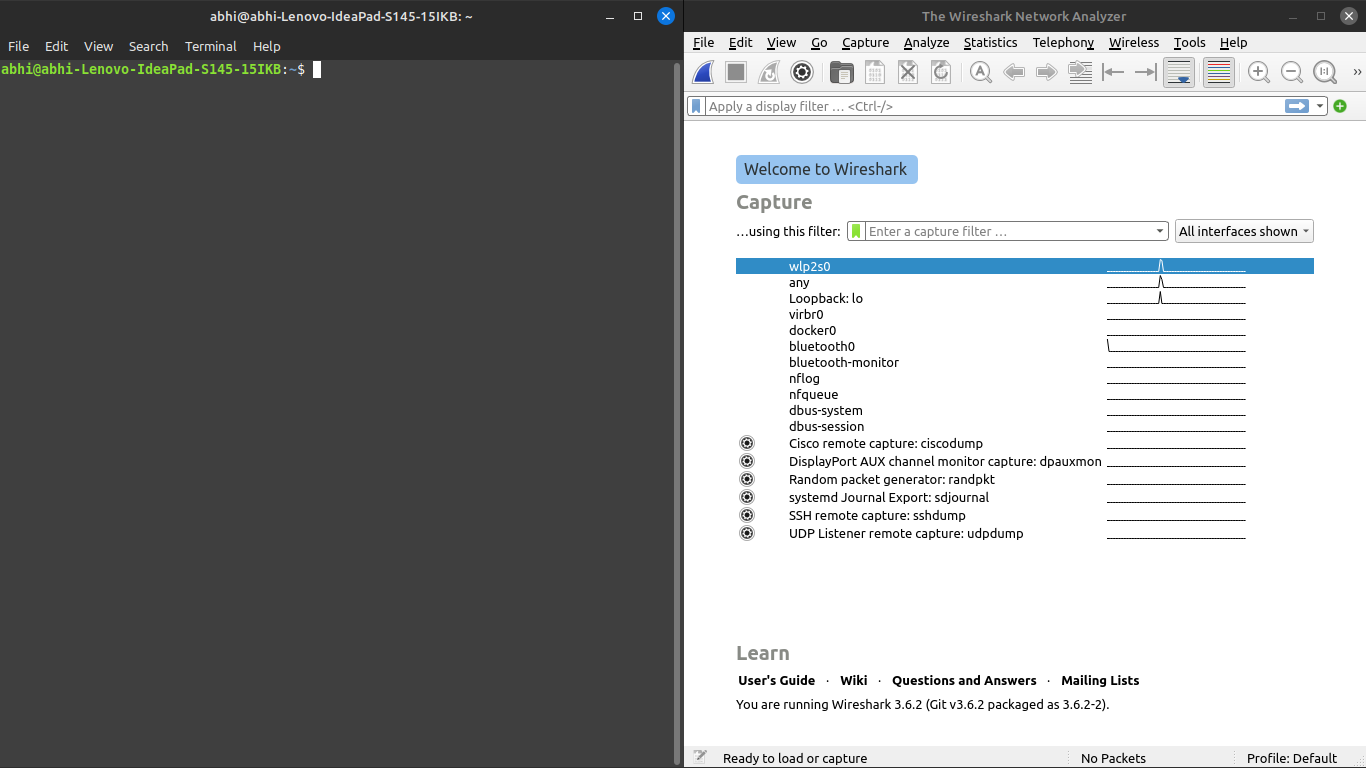 abhi@abhi-Lenovo-IdeaPad-S145-15IKB: ~
File Edit View Search Terminal Help
abhi@abhi-Lenovo-IdeaPad-S145-15IKB:~$
The Wireshark Network Analyzer
File Edit View Go Capture Analyze Statistics Telephony Wireless Tools Help
Apply a display filter … <Ctrl-/>
Welcome to Wireshark
Capture
…using this filter: Enter a capture filter … All interfaces shown
wlp2s0
any
Loopback: lo
virbr0
docker0
bluetooth0
bluetooth-monitor
nflog
nfqueue
dbus-system
dbus-session
Cisco remote capture: ciscodump
DisplayPort AUX channel monitor capture: dpauxmon
Random packet generator: randpkt
systemd Journal Export: sdjournal
SSH remote capture: sshdump
UDP Listener remote capture: udpdump
Learn
User's Guide · Wiki · Questions and Answers · Mailing Lists
You are running Wireshark 3.6.2 (Git v3.6.2 packaged as 3.6.2-2).
Ready to load or capture No Packets Profile: Default